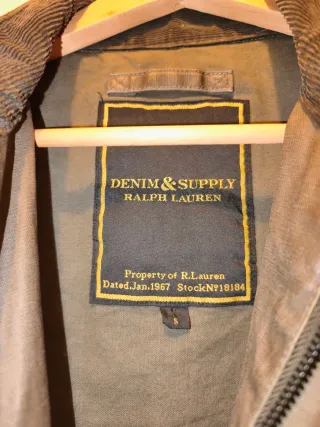 DENIM & SUPPLY
RALPH LAUREN
Property of R.Lauren
Dated.Jan.1967 StockNº18184
S